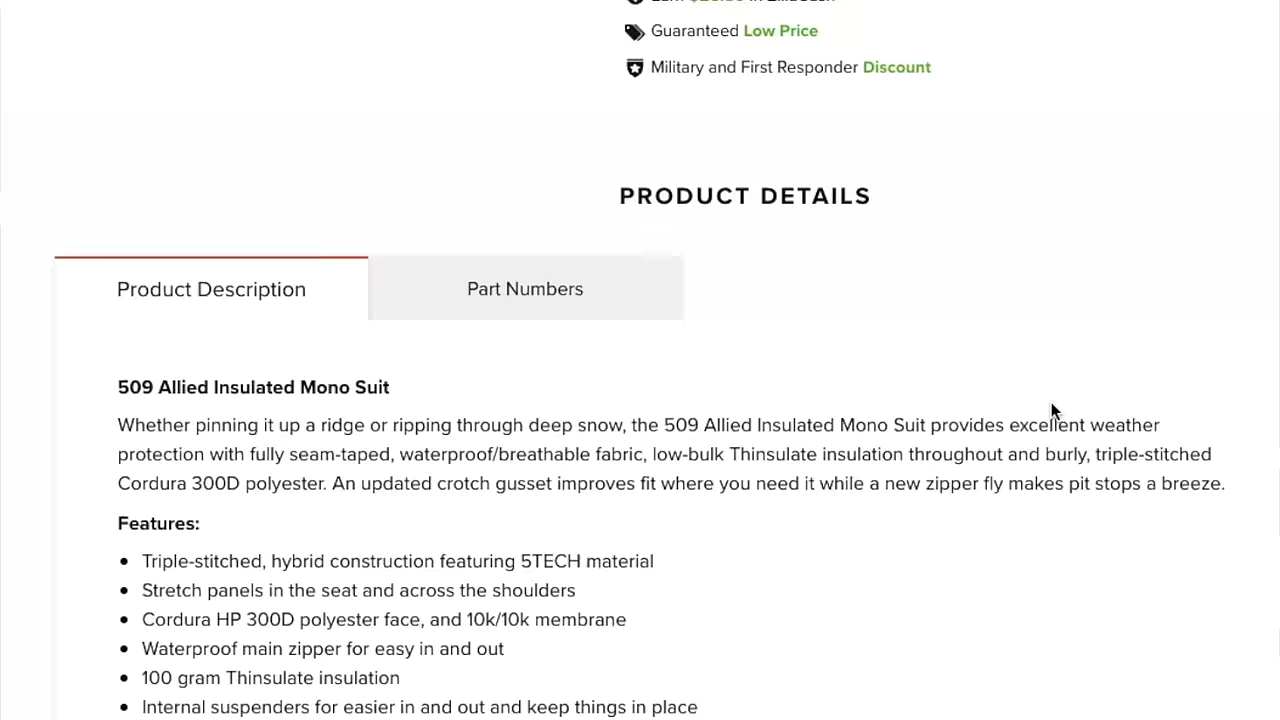 Guaranteed Low Price
Military and First Responder Discount
PRODUCT DETAILS
Product Description
Part Numbers
509 Allied Insulated Mono Suit
Whether pinning it up a ridge or ripping through deep snow, the 509 Allied Insulated Mono Suit provides excellent weather
protection with fully seam-taped, waterproof/breathable fabric, low-bulk Thinsulate insulation throughout and burly, triple-stitched
Cordura 300D polyester. An updated crotch gusset improves fit where you need it while a new zipper fly makes pit stops a breeze.
Features:
• Triple-stitched, hybrid construction featuring 5TECH material
• Stretch panels in the seat and across the shoulders
• Cordura HP 300D polyester face, and 10k/10k membrane
• Waterproof main zipper for easy in and out
• 100 gram Thinsulate insulation
• Internal suspenders for easier in and out and keep things in place